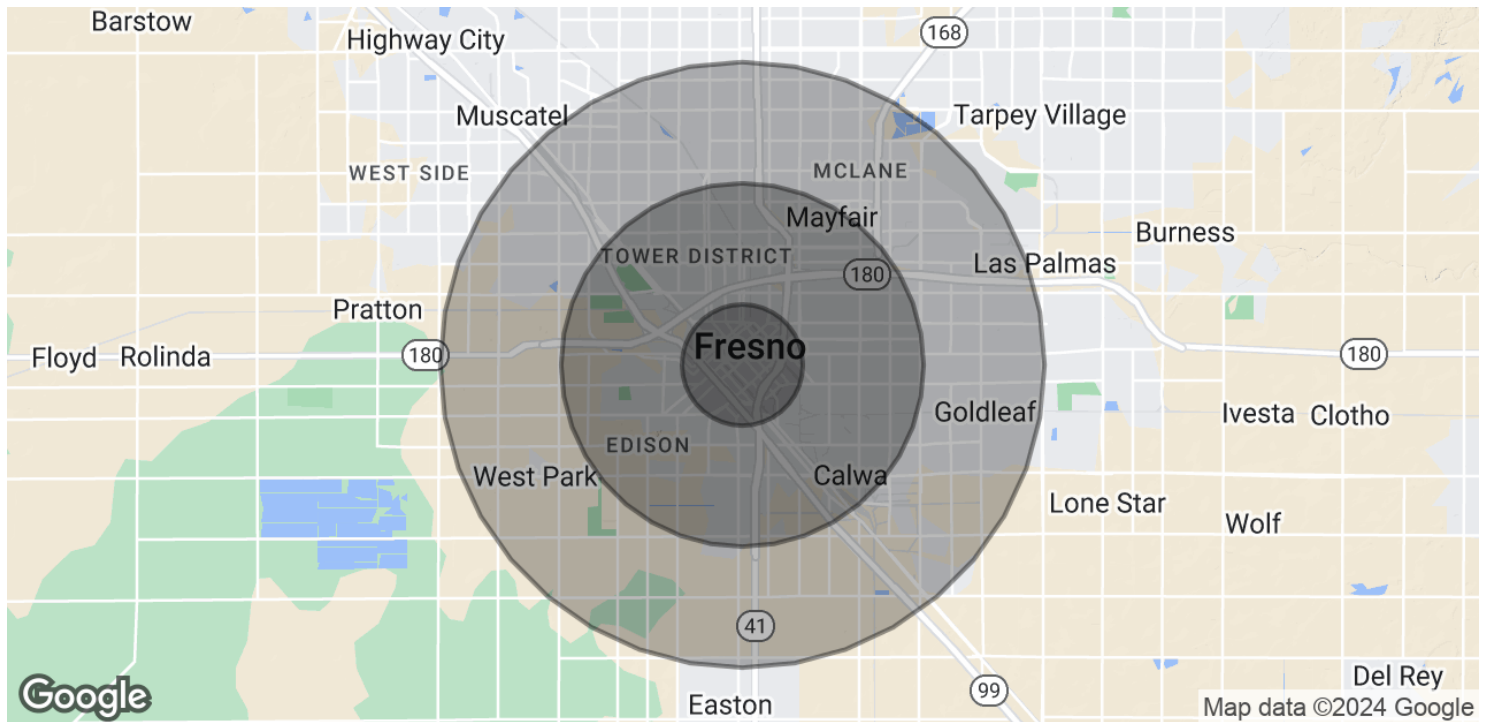 Barstow
Highway City
168
Muscatel
Tarpey Village
WEST SIDE
MCLANE
Mayfair
Burness
TOWER DISTRICT
Las Palmas
180
Pratton
Fresno
Floyd
Rolinda
180
180
Goldleaf
Ivesta
Clotho
EDISON
West Park
Calwa
Lone Star
Wolf
41
Del Rey
99
Easton
Google
Map data ©2024 Google